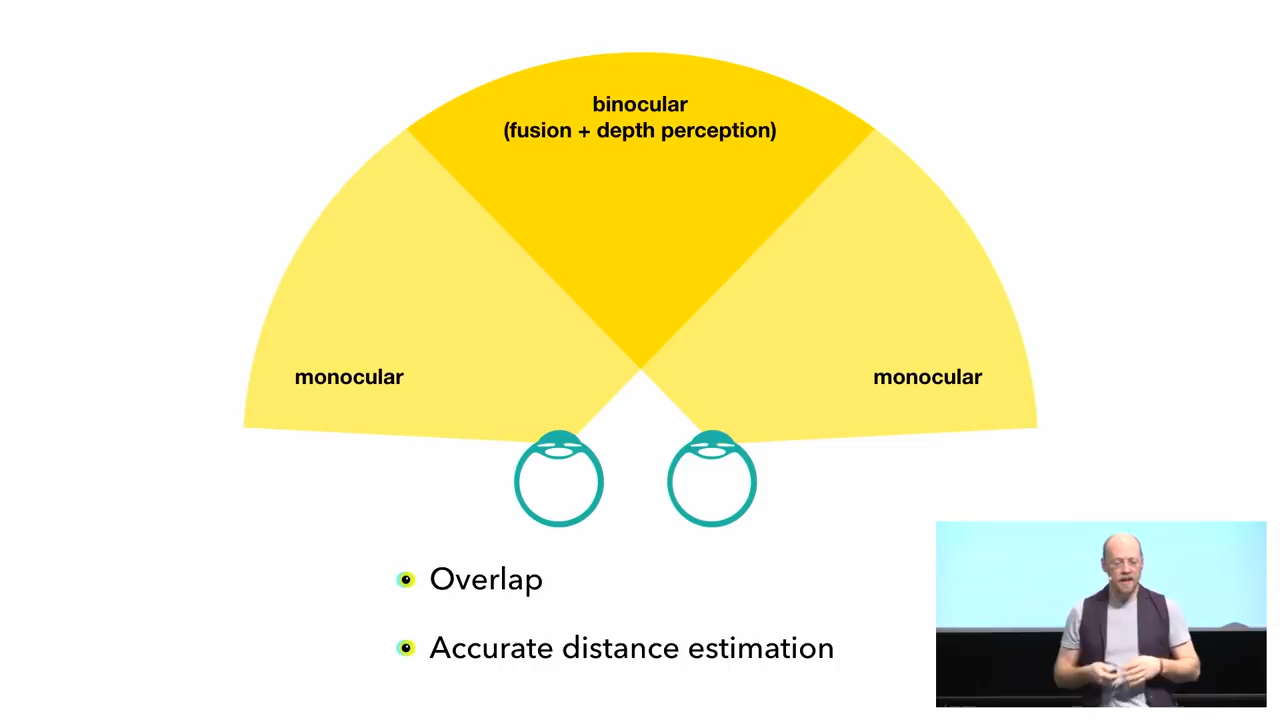 binocular
(fusion + depth perception)
monocular
monocular
Overlap
Accurate distance estimation